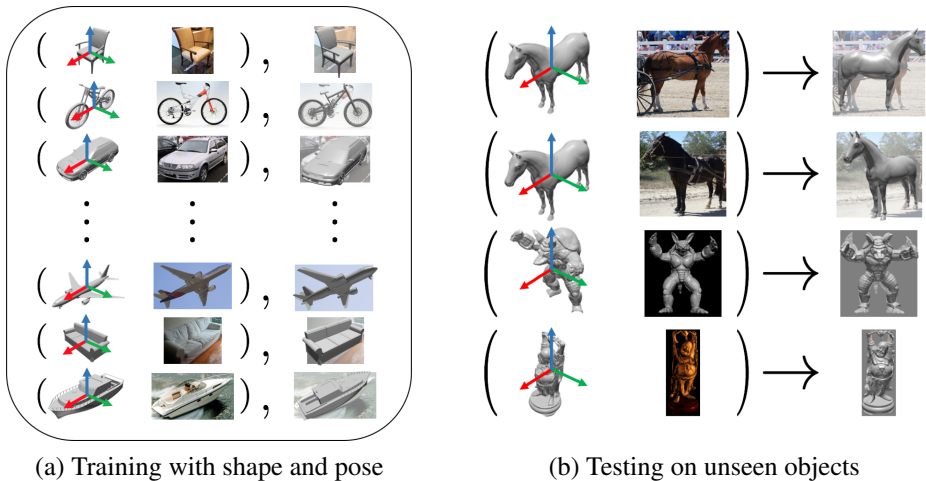 (a) Training with shape and pose
(b) Testing on unseen objects